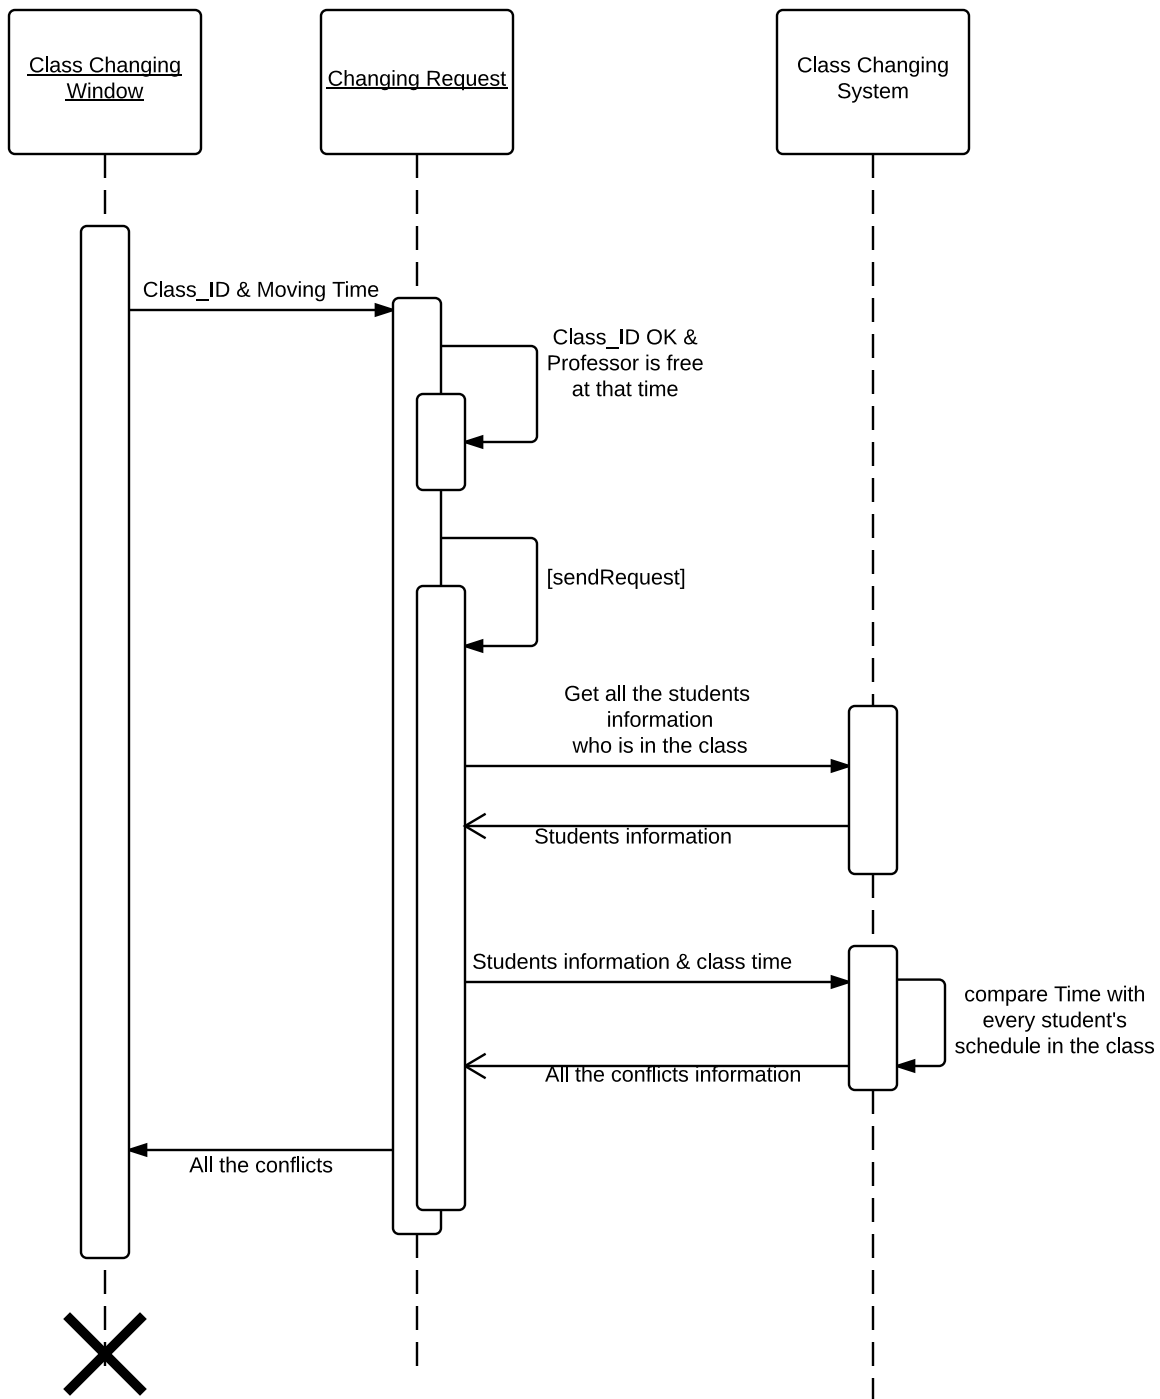 Class Changing
Window
Changing Request
Class Changing
System
Class_ID & Moving Time
Class_ID OK &
Professor is free
at that time
[sendRequest]
Get all the students
information
who is in the class
Students information
Students information & class time
compare Time with
every student's
schedule in the class
All the conflicts information
All the conflicts